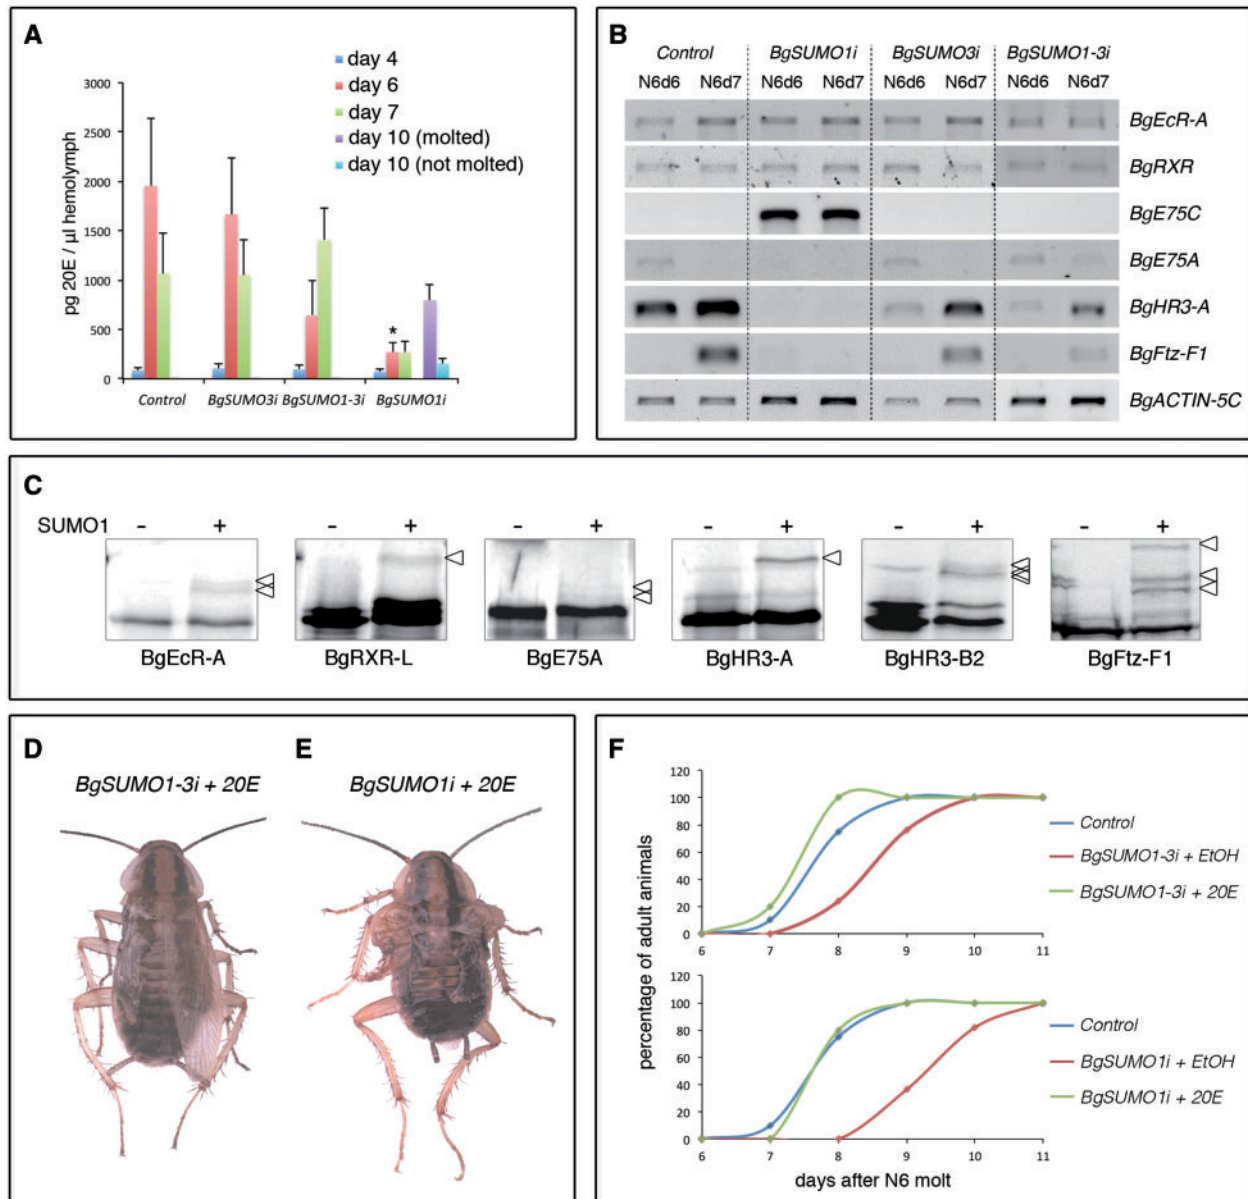 A
day 4
day 6
day 7
day 10 (molted)
day 10 (not molted)
pg 20E / µl hemolymph
3000
2500
2000
1500
1000
500
0
*
Control BgSUMO3i BgSUMO1-3i BgSUMO1i
B
Control BgSUMO1i BgSUMO3i BgSUMO1-3i
N6d6 N6d7 N6d6 N6d7 N6d6 N6d7 N6d6 N6d7
BgEcR-A
BgRXR
BgE75C
BgE75A
BgHR3-A
BgFtz-F1
BgACTIN-5C
C
SUMO1 - + - + - + - + - + - +
BgEcR-A BgRXR-L BgE75A BgHR3-A BgHR3-B2 BgFtz-F1
D
BgSUMO1-3i + 20E
E
BgSUMO1i + 20E
F
percentage of adult animals
120
100
80
60
40
20
0
6 7 8 9 10 11
Control
BgSUMO1-3i + EtOH
BgSUMO1-3i + 20E
120
100
80
60
40
20
0
6 7 8 9 10 11
Control
BgSUMO1i + EtOH
BgSUMO1i + 20E
days after N6 molt